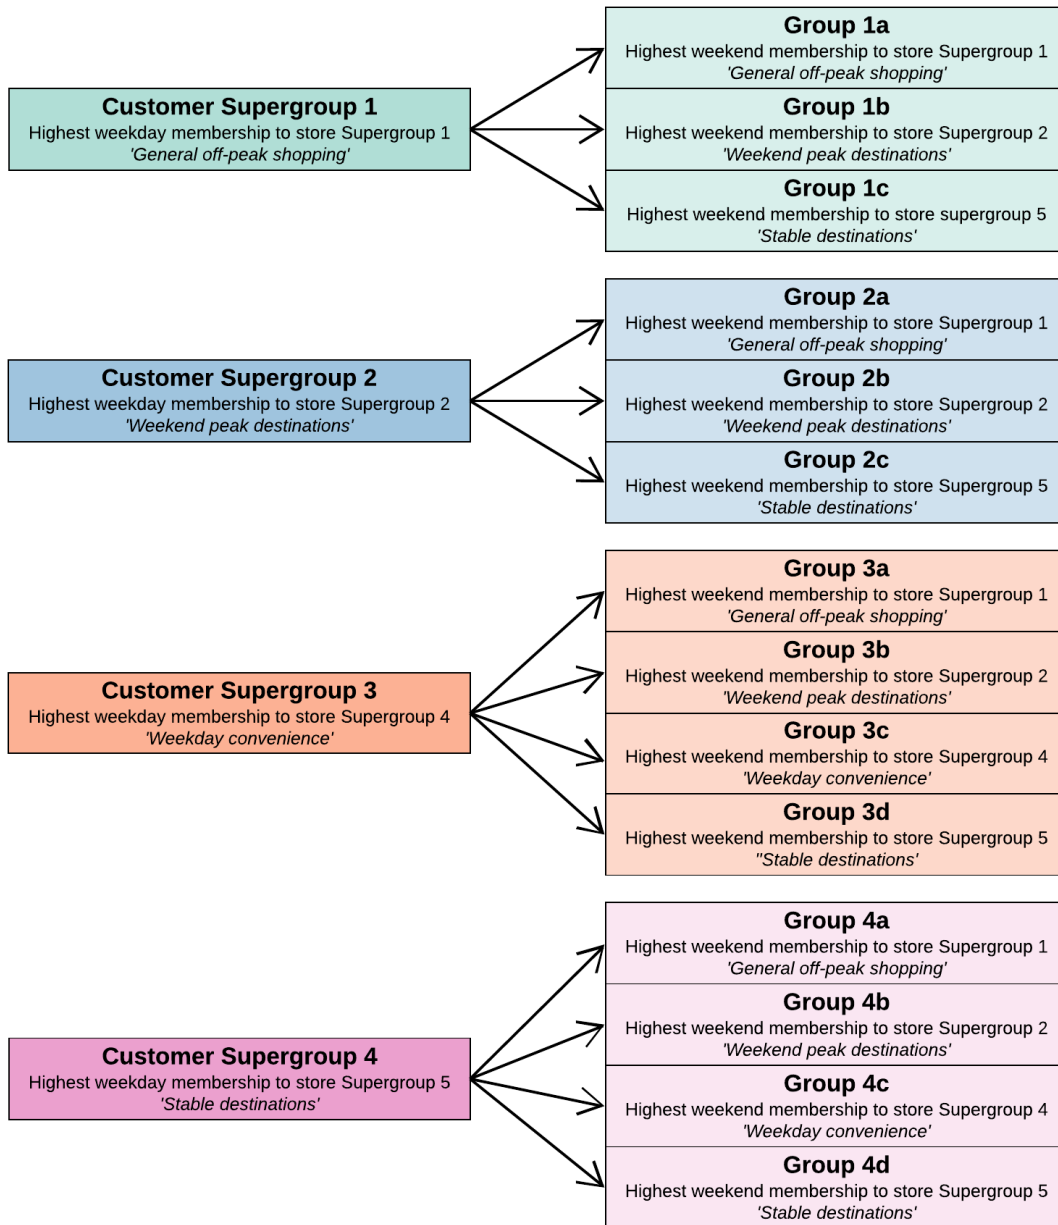 Customer Supergroup 1
Highest weekday membership to store Supergroup 1
'General off-peak shopping'
Group 1a
Highest weekend membership to store Supergroup 1
'General off-peak shopping'
Group 1b
Highest weekend membership to store Supergroup 2
'Weekend peak destinations'
Group 1c
Highest weekend membership to store supergroup 5
'Stable destinations'
Customer Supergroup 2
Highest weekday membership to store Supergroup 2
'Weekend peak destinations'
Group 2a
Highest weekend membership to store Supergroup 1
'General off-peak shopping'
Group 2b
Highest weekend membership to store Supergroup 2
'Weekend peak destinations'
Group 2c
Highest weekend membership to store Supergroup 5
'Stable destinations'
Customer Supergroup 3
Highest weekday membership to store Supergroup 4
'Weekday convenience'
Group 3a
Highest weekend membership to store Supergroup 1
'General off-peak shopping'
Group 3b
Highest weekend membership to store Supergroup 2
'Weekend peak destinations'
Group 3c
Highest weekend membership to store Supergroup 4
'Weekday convenience'
Group 3d
Highest weekend membership to store Supergroup 5
''Stable destinations'
Customer Supergroup 4
Highest weekday membership to store Supergroup 5
'Stable destinations'
Group 4a
Highest weekend membership to store Supergroup 1
'General off-peak shopping'
Group 4b
Highest weekend membership to store Supergroup 2
'Weekend peak destinations'
Group 4c
Highest weekend membership to store Supergroup 4
'Weekday convenience'
Group 4d
Highest weekend membership to store Supergroup 5
'Stable destinations'